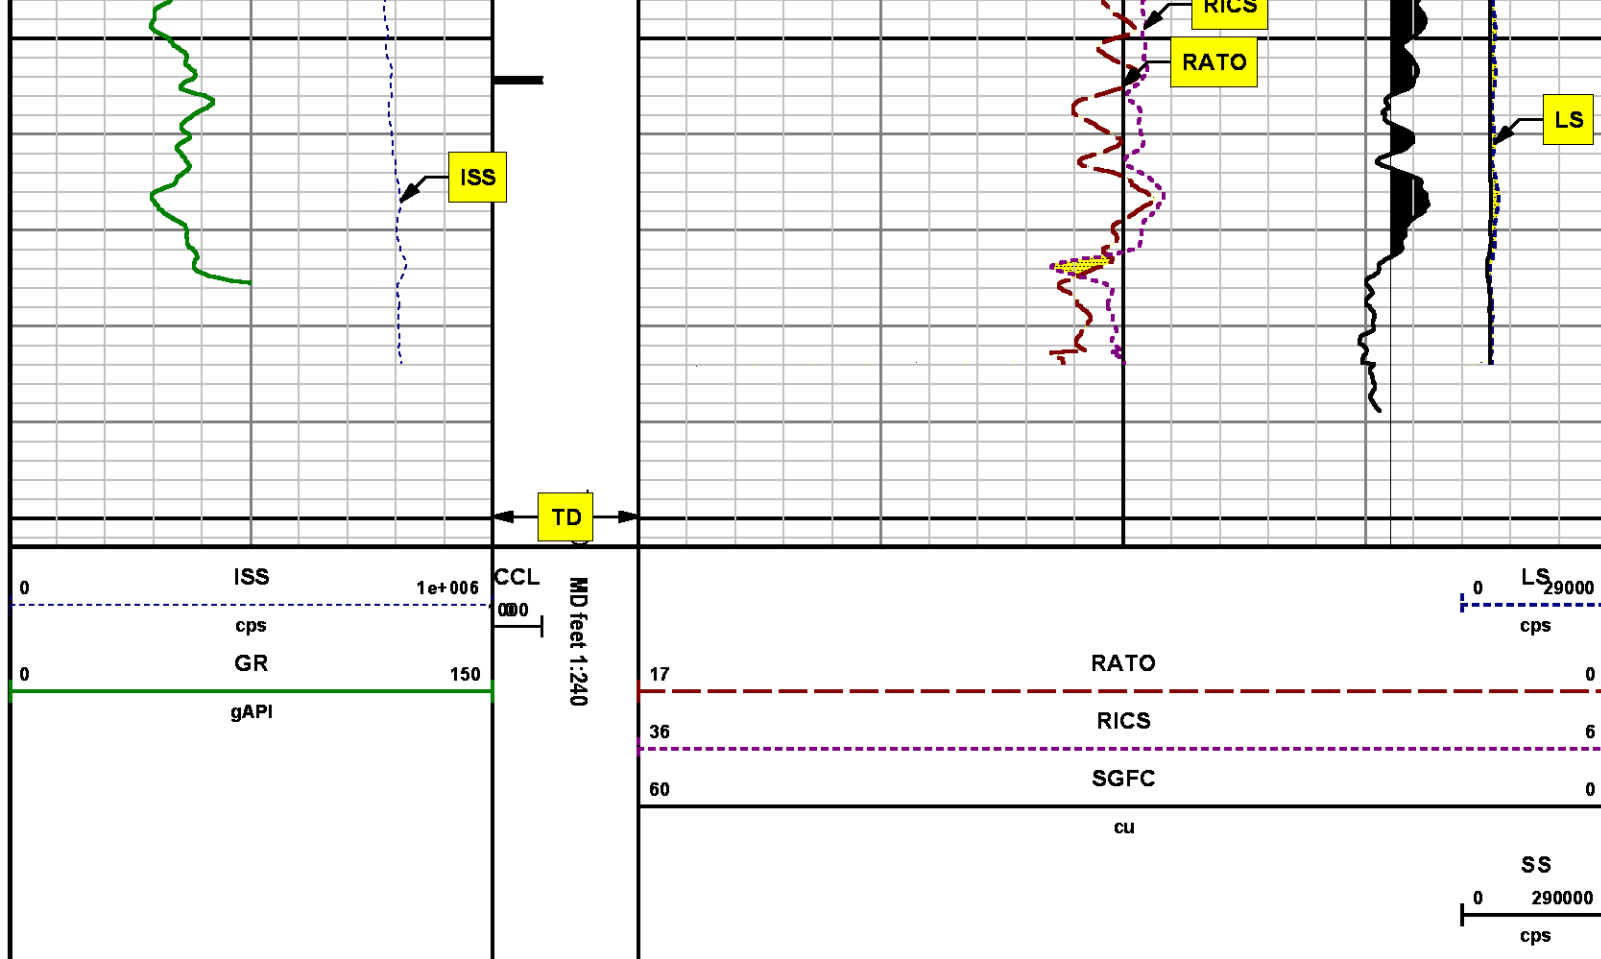 RICS
RATO
LS
ISS
TD
ISS
0 1e+006
cps
GR
0 150
gAPI
CCL
MD feet 1:240
LS
0 29000
cps
RATO
17 0
RICS
36 6
SGFC
60 0
cu
SS
0 290000
cps